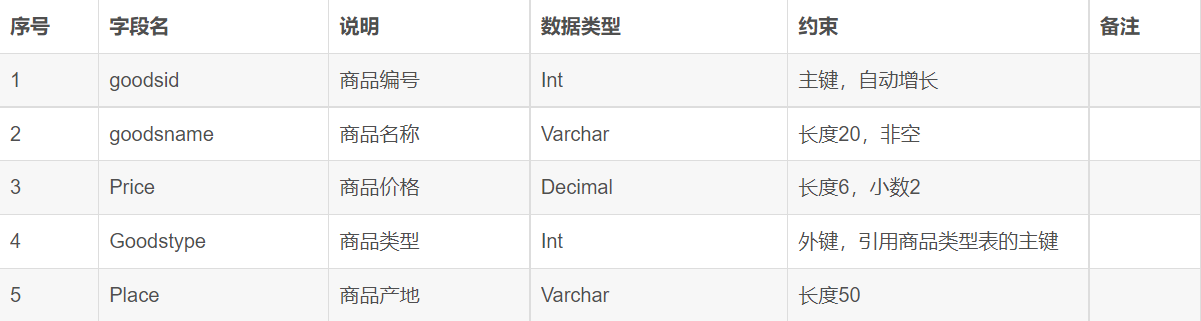 序号 字段名 说明 数据类型 约束 备注
1 goodsid 商品编号 Int 主键，自动增长
2 goodsname 商品名称 Varchar 长度20，非空
3 Price 商品价格 Decimal 长度6，小数2
4 Goodstype 商品类型 Int 外键，引用商品类型表的主键
5 Place 商品产地 Varchar 长度50